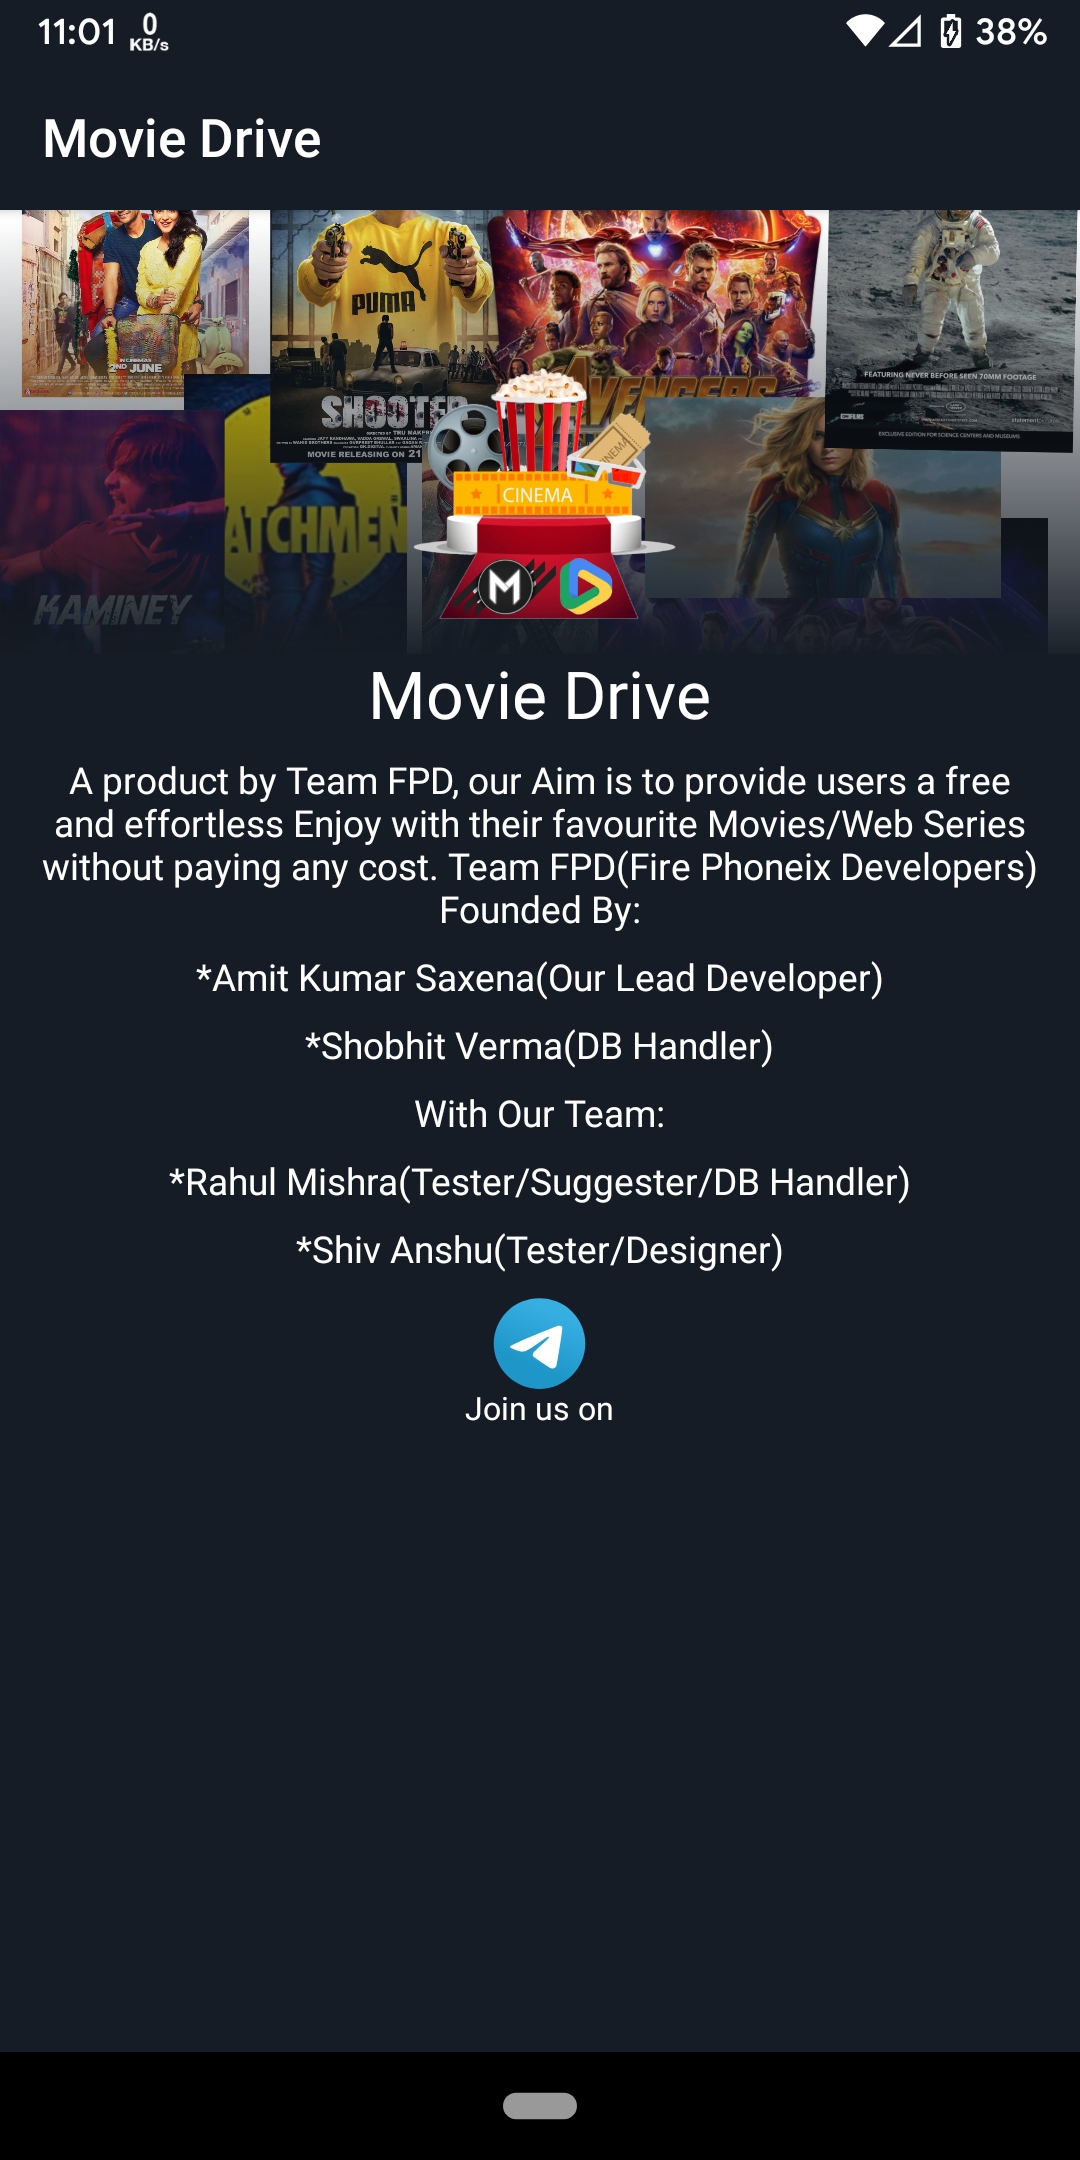 11:01
0
KB/s
38%
Movie Drive
IN CINEMAS
2ND JUNE
PUMA
SHOOTER
MOVIE RELEASING ON 21
AVENGERS
FEATURING NEVER BEFORE SEEN 70MM FOOTAGE
EXCLUSIVE EDITION FOR SCIENCE CENTERS AND MUSEUMS
CINEMA
CINEMA
ATCHMEN
KAMINEY
M
Movie Drive
A product by Team FPD, our Aim is to provide users a free
and effortless Enjoy with their favourite Movies/Web Series
without paying any cost. Team FPD(Fire Phoneix Developers)
Founded By:
*Amit Kumar Saxena(Our Lead Developer)
*Shobhit Verma(DB Handler)
With Our Team:
*Rahul Mishra(Tester/Suggester/DB Handler)
*Shiv Anshu(Tester/Designer)
Join us on